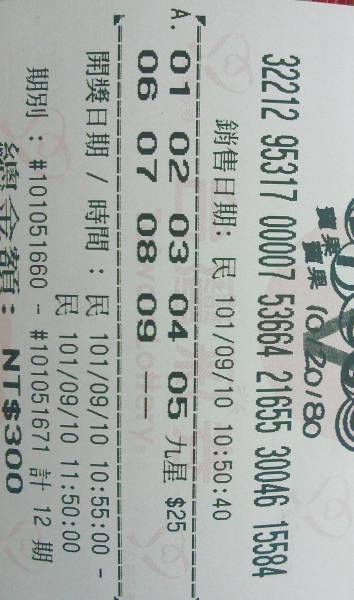 賓果賓果 10/20/80
32212 95317 00007 53664 21655 30046 15584
銷售日期: 民 101/09/10 10:50:40
A. 01 02 03 04 05 九星 $25
06 07 08 09 --
開獎日期 / 時間 : 民 101/09/10 10:55:00 -
民 101/09/10 11:50:00
期別 : #101051660 - #101051671 計 12 期
總金額: NT$300